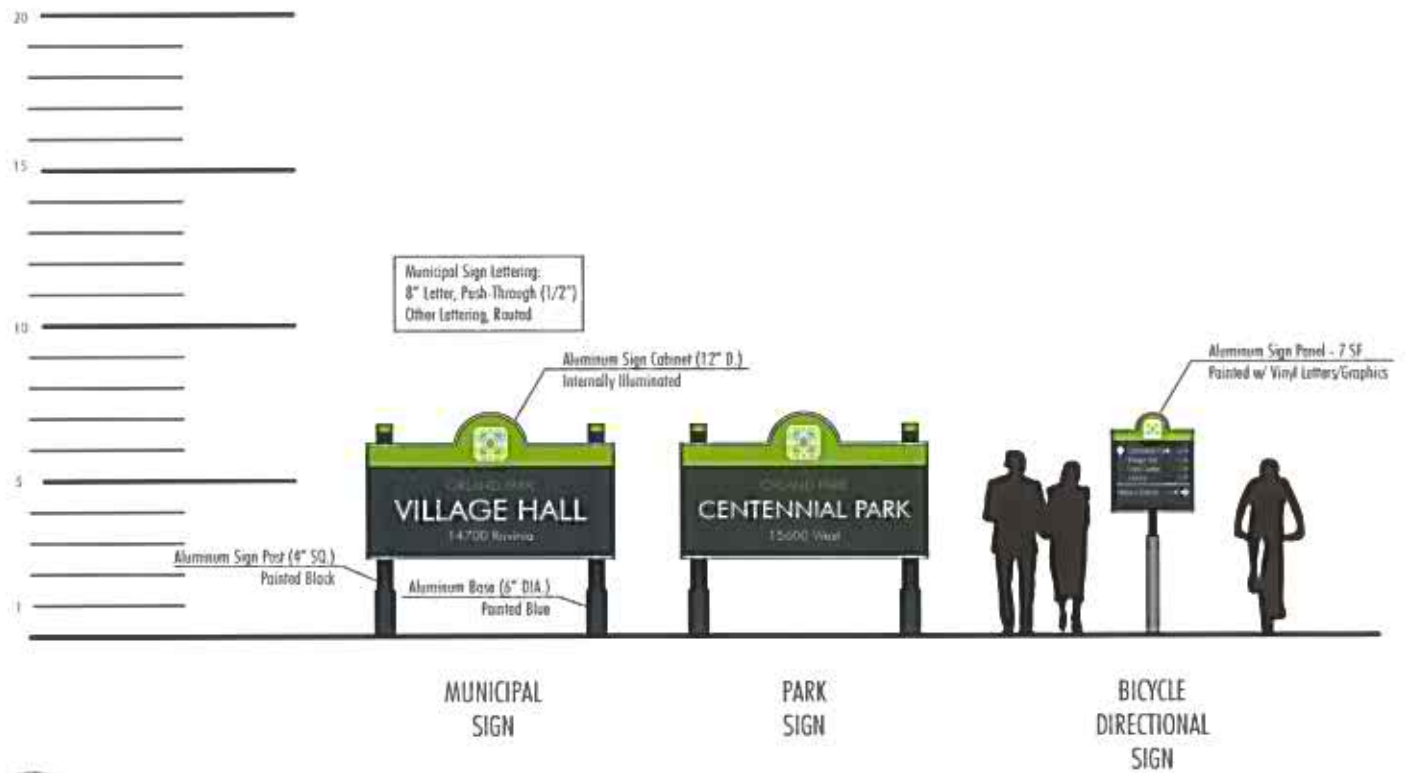 20
15
10
5
1
Municipal Sign Lettering:
8" Letter, Push-Through (1/2")
Other Lettering, Routed
Aluminum Sign Cabinet (12" D.)
Internally Illuminated
Aluminum Sign Panel - 7 SF
Painted w/ Vinyl Letters/Graphics
ORLAND PARK
VILLAGE HALL
14700 Ravinia
ORLAND PARK
CENTENNIAL PARK
15600 West
Aluminum Sign Post (4" SQ.)
Painted Black
Aluminum Base (6" DIA.)
Painted Blue
MUNICIPAL
SIGN
PARK
SIGN
BICYCLE
DIRECTIONAL
SIGN